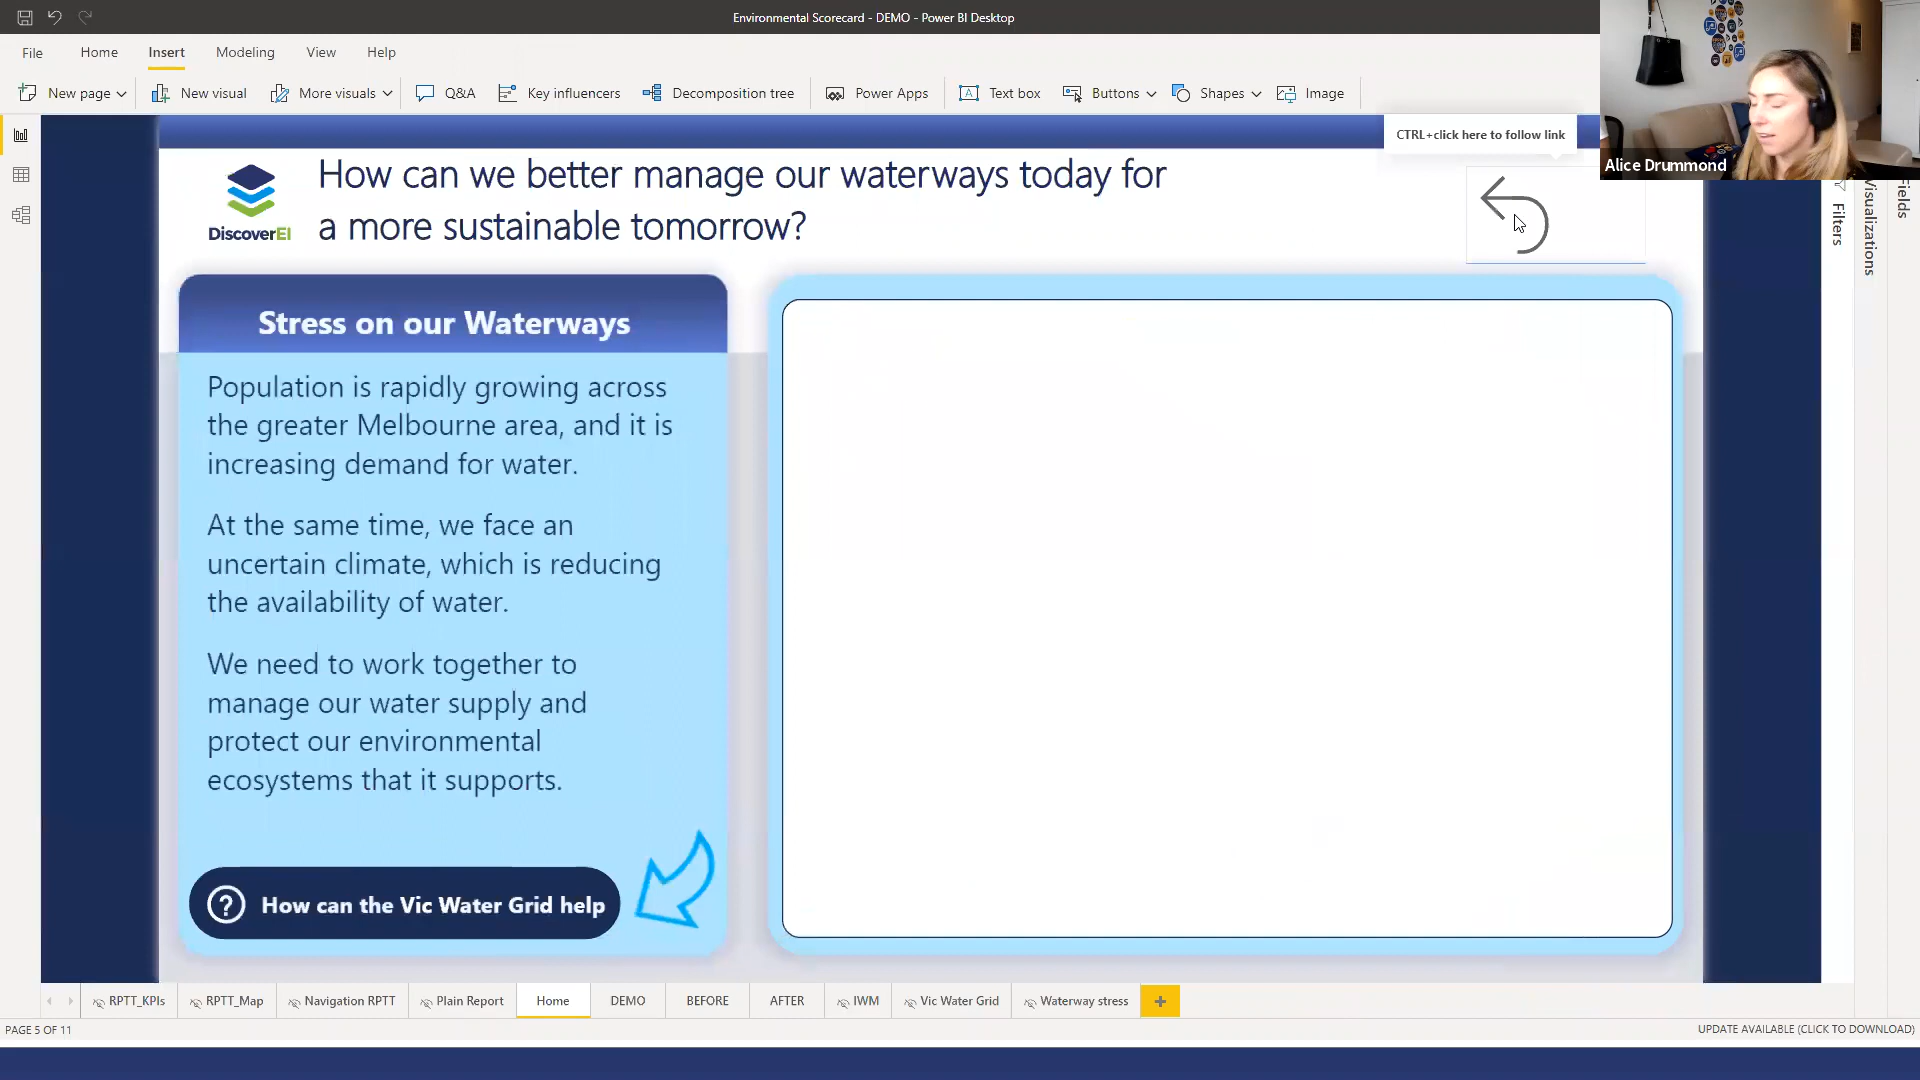 Environmental Scorecard - DEMO - Power BI Desktop
File Home Insert Modeling View Help
New page New visual More visuals Q&A Key influencers Decomposition tree Power Apps Text box Buttons Shapes Image
CTRL+click here to follow link
Alice Drummond
How can we better manage our waterways today for
a more sustainable tomorrow?
DiscoverEI
Filters
Visualizations
Fields
Stress on our Waterways
Population is rapidly growing across
the greater Melbourne area, and it is
increasing demand for water.
At the same time, we face an
uncertain climate, which is reducing
the availability of water.
We need to work together to
manage our water supply and
protect our environmental
ecosystems that it supports.
? How can the Vic Water Grid help
RPTT_KPIs RPTT_Map Navigation RPTT Plain Report Home DEMO BEFORE AFTER IWM Vic Water Grid Waterway stress +
PAGE 5 OF 11
UPDATE AVAILABLE (CLICK TO DOWNLOAD)